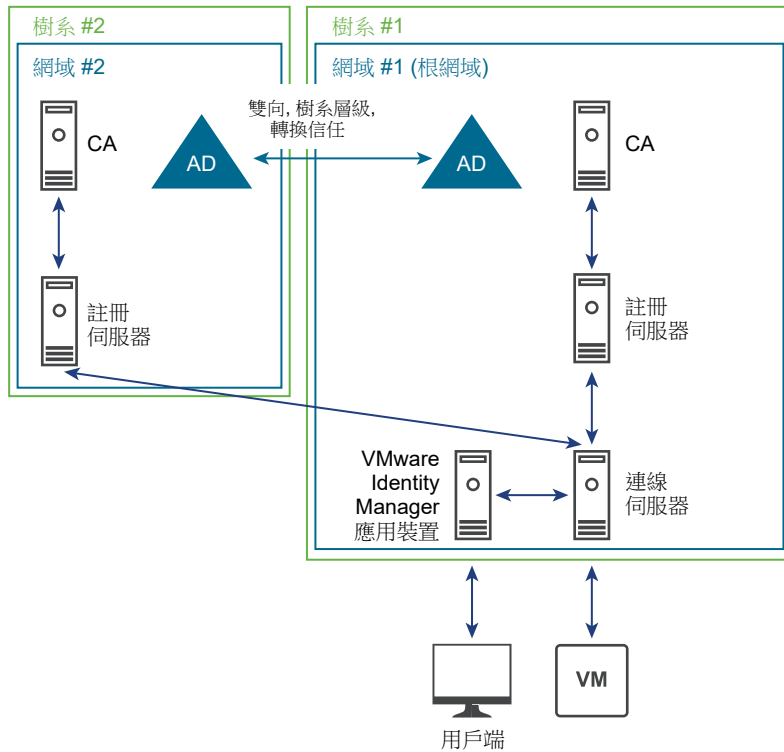 樹系 #2
網域 #2
CA
AD
註冊
伺服器
雙向, 樹系層級,
轉換信任
樹系 #1
網域 #1 (根網域)
AD
CA
註冊
伺服器
VMware
Identity
Manager
應用裝置
連線
伺服器
用戶端
VM